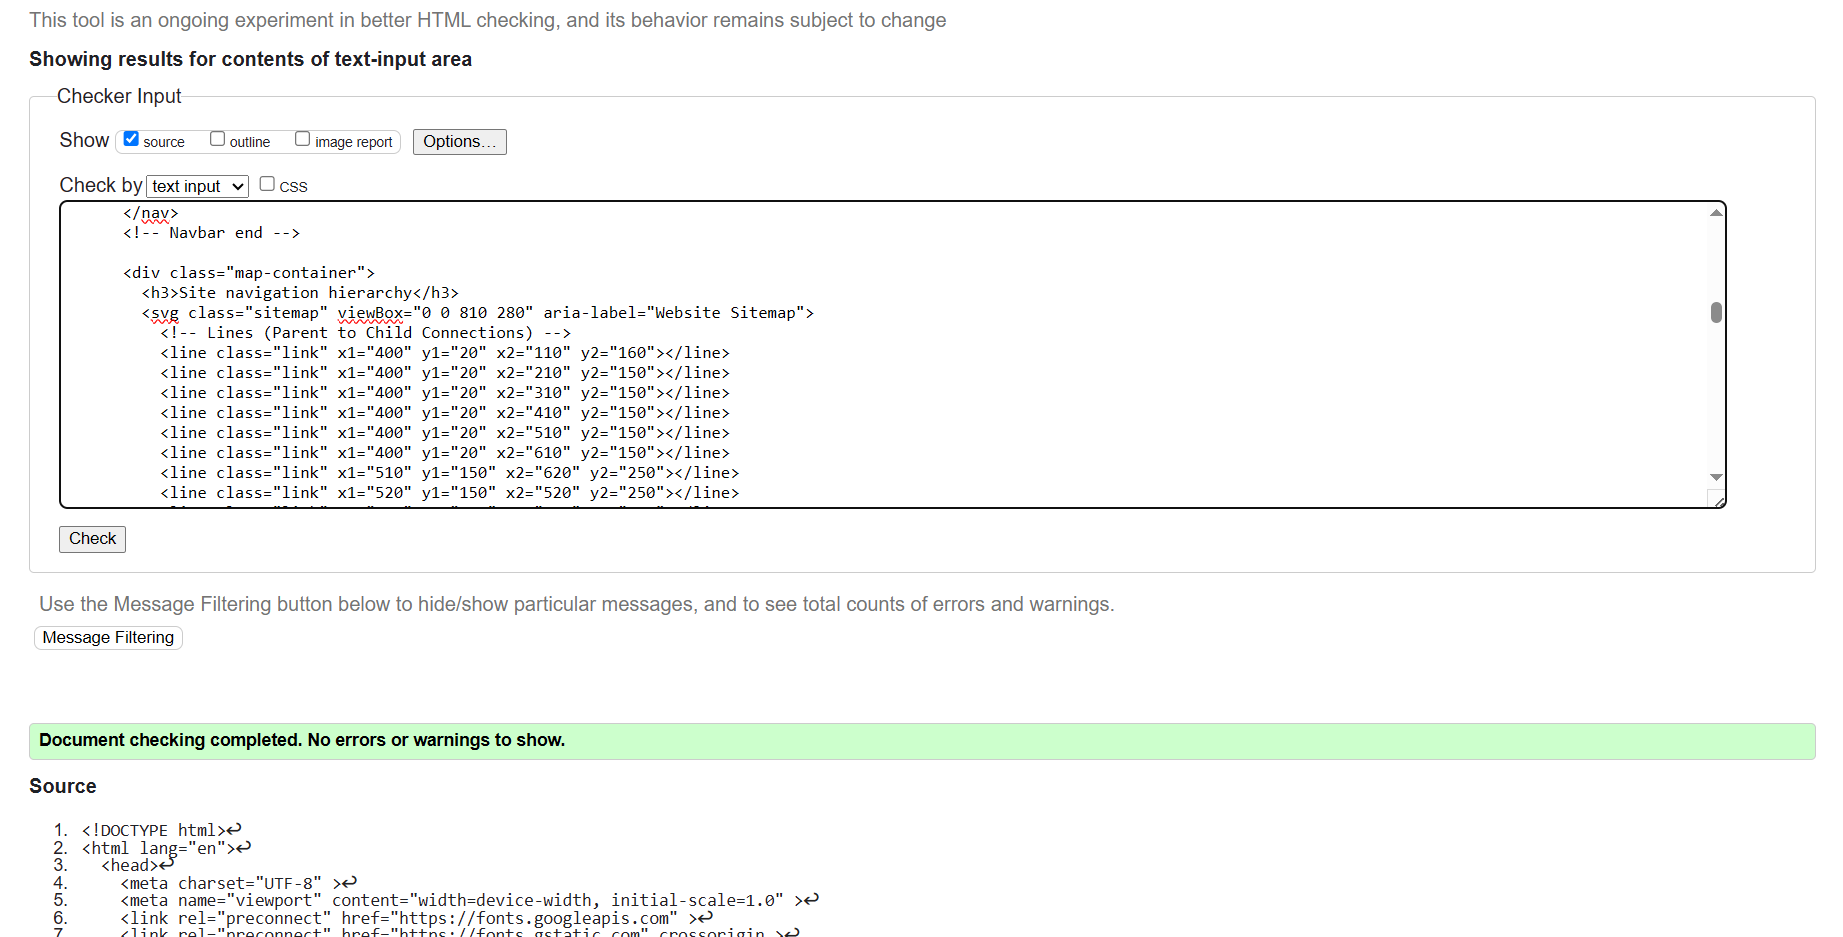 This tool is an ongoing experiment in better HTML checking, and its behavior remains subject to change
Showing results for contents of text-input area
Checker Input
Show source outline image report Options...
Check by text input CSS
</nav>
<!-- Navbar end -->
<div class="map-container">
<h3>Site navigation hierarchy</h3>
<svg class="sitemap" viewBox="0 0 810 280" aria-label="Website Sitemap">
<!-- Lines (Parent to Child Connections) -->
<line class="link" x1="400" y1="20" x2="110" y2="160"></line>
<line class="link" x1="400" y1="20" x2="210" y2="150"></line>
<line class="link" x1="400" y1="20" x2="310" y2="150"></line>
<line class="link" x1="400" y1="20" x2="410" y2="150"></line>
<line class="link" x1="400" y1="20" x2="510" y2="150"></line>
<line class="link" x1="400" y1="20" x2="610" y2="150"></line>
<line class="link" x1="510" y1="150" x2="620" y2="250"></line>
<line class="link" x1="520" y1="150" x2="520" y2="250"></line>
Check
Use the Message Filtering button below to hide/show particular messages, and to see total counts of errors and warnings.
Message Filtering
Document checking completed. No errors or warnings to show.
Source
1. <!DOCTYPE html>↩
2. <html lang="en">↩
3. <head>↩
4. <meta charset="UTF-8" >↩
5. <meta name="viewport" content="width=device-width, initial-scale=1.0" >↩
6. <link rel="preconnect" href="https://fonts.googleapis.com" >↩
7. <link rel="preconnect" href="https://fonts.gstatic.com" crossorigin >↩